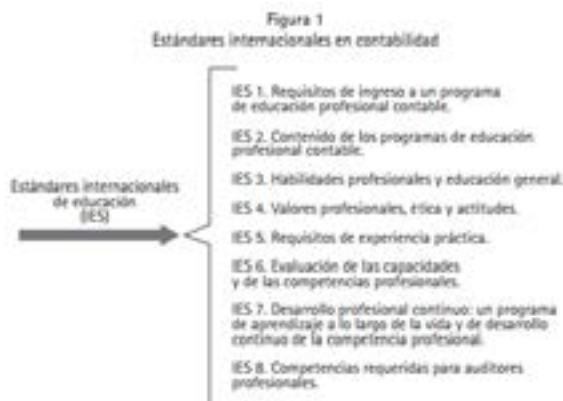 Figura 1
Estándares internacionales en contabilidad
Estándares internacionales
de educación
(IES)
IES 1. Requisitos de ingreso a un programa
de educación profesional contable.
IES 2. Contenido de los programas de educación
profesional contable.
IES 3. Habilidades profesionales y educación general.
IES 4. Valores profesionales, ética y actitudes.
IES 5. Requisitos de experiencia práctica.
IES 6. Evaluación de las capacidades
y de las competencias profesionales.
IES 7. Desarrollo profesional continuo: un programa
de aprendizaje a lo largo de la vida y de desarrollo
continuo de la competencia profesional.
IES 8. Competencias requeridas para auditores
profesionales.